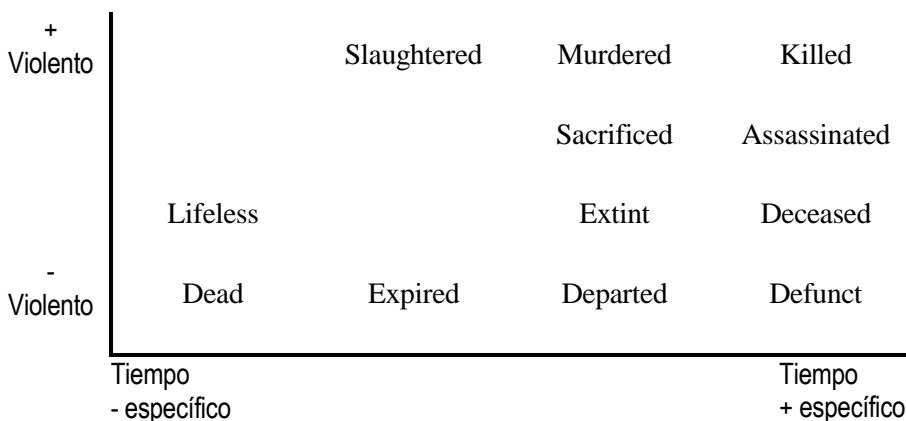 +
Violento
Slaughtered Murdered Killed
Sacrificed Assassinated
Lifeless Extint Deceased
-
Violento
Dead Expired Departed Defunct
Tiempo
- específico
Tiempo
+ específico